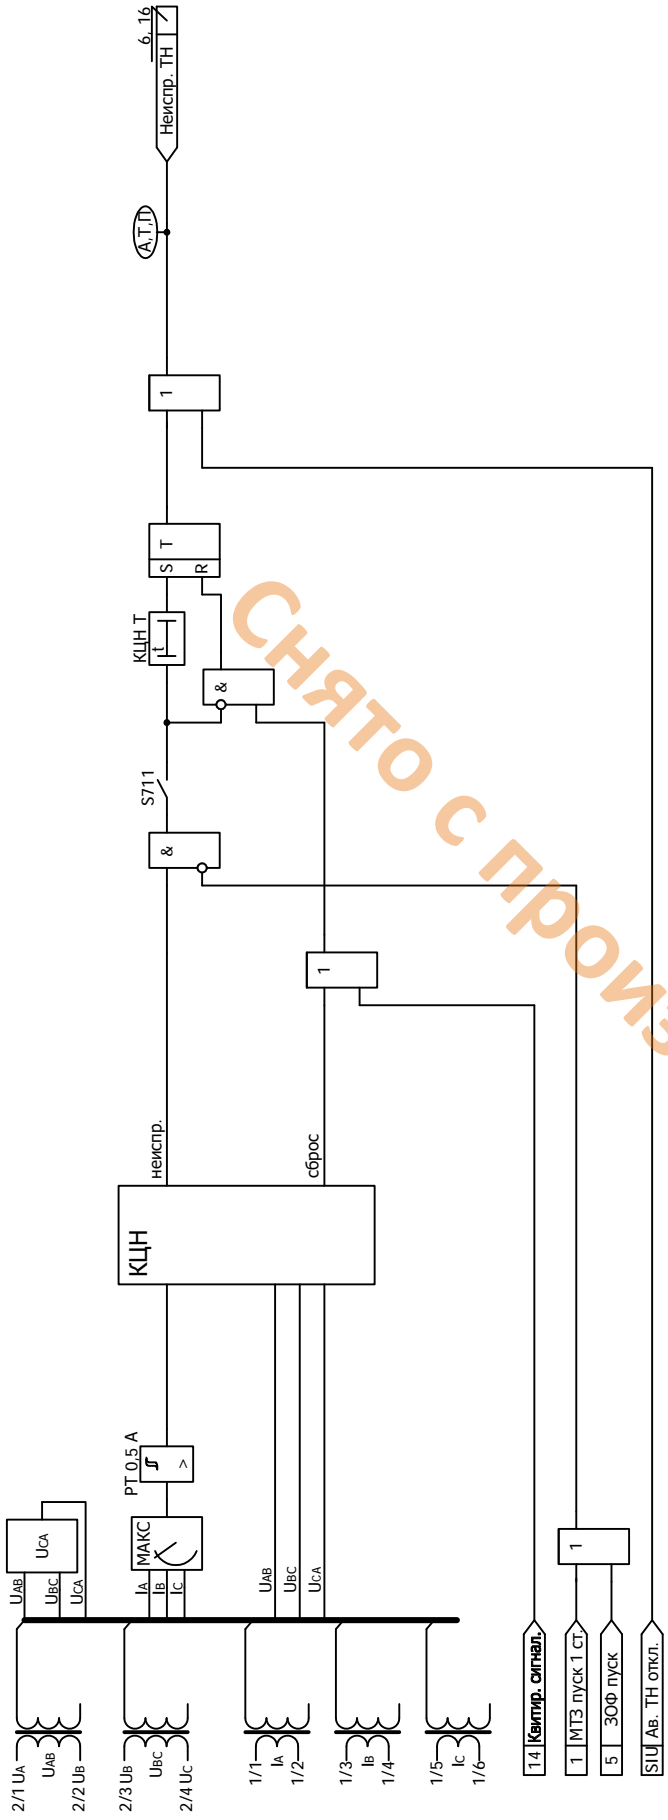 6, 16
Неиспр. ТН
А,Т,П
1
S T
R
КЦН Т
t
&
S711
&
1
неиспр.
сброс
КЦН
РТ 0,5 А
>
МАКС
IA
IB
IC
UCA
UAB
UBC
UCA
UAB
UBC
UCA
2/1 UA
UAB
2/2 UB
2/3 UB
UBC
2/4 UC
1/1
IA
1/2
1/3
IB
1/4
1/5
IC
1/6
1
14 Квитир. сигнал.
1 МТЗ пуск 1 ст.
5 ЗОФ пуск
SIU Ав. ТН откл.
Снято с произ